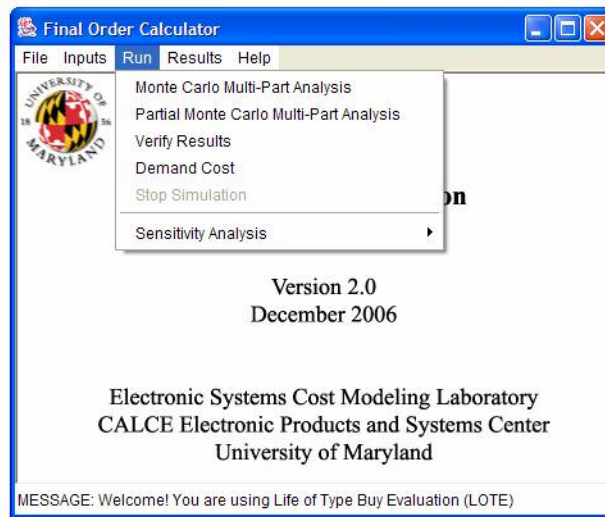 Final Order Calculator
File Inputs Run Results Help
UNIVERSITY OF
18 56
MARYLAND
Monte Carlo Multi-Part Analysis
Partial Monte Carlo Multi-Part Analysis
Verify Results
Demand Cost
Stop Simulation
Sensitivity Analysis
on
Version 2.0
December 2006
Electronic Systems Cost Modeling Laboratory
CALCE Electronic Products and Systems Center
University of Maryland
MESSAGE: Welcome! You are using Life of Type Buy Evaluation (LOTE)